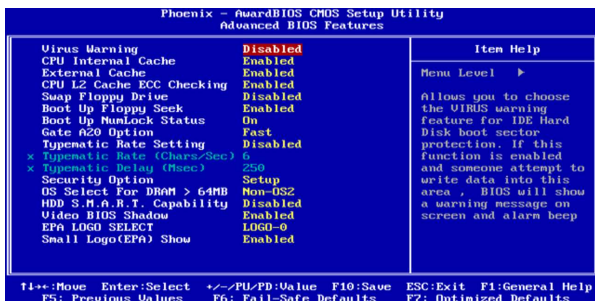 Phoenix - AwardBIOS CMOS Setup Utility
Advanced BIOS Features
Virus Warning Disabled
CPU Internal Cache Enabled
External Cache Enabled
CPU L2 Cache ECC Checking Enabled
Swap Floppy Drive Disabled
Boot Up Floppy Seek Enabled
Boot Up NumLock Status On
Gate A20 Option Fast
Typematic Rate Setting Disabled
x Typematic Rate (Chars/Sec) 6
x Typematic Delay (Msec) 250
Security Option Setup
OS Select For DRAM > 64MB Non-OS2
HDD S.M.A.R.T. Capability Disabled
Video BIOS Shadow Enabled
EPA LOGO SELECT LOGO-0
Small Logo(EPA) Show Enabled
Item Help
Menu Level ▶
Allows you to choose
the VIRUS warning
feature for IDE Hard
Disk boot sector
protection. If this
function is enabled
and someone attempt to
write data into this
area , BIOS will show
a warning message on
screen and alarm beep
↑↓→←:Move Enter:Select +/-/PU/PD:Value F10:Save ESC:Exit F1:General Help
F5: Previous Values F6: Fail-Safe Defaults F7: Optimized Defaults